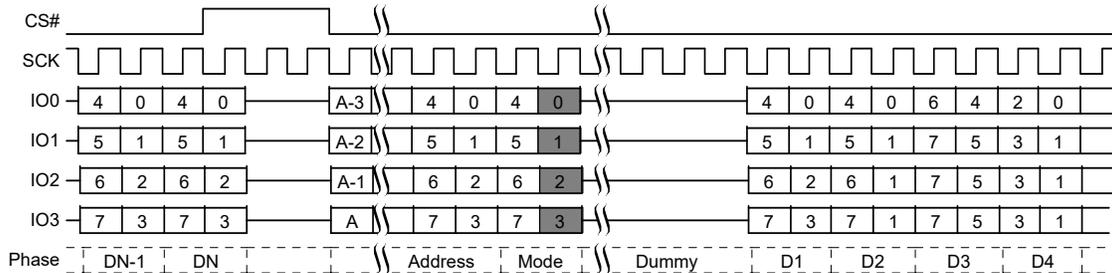 CS#
SCK
IO0 4 0 4 0 A-3 4 0 4 0 4 0 4 0 6 4 2 0
IO1 5 1 5 1 A-2 5 1 5 1 5 1 5 1 7 5 3 1
IO2 6 2 6 2 A-1 6 2 6 2 6 2 6 1 7 5 3 1
IO3 7 3 7 3 A 7 3 7 3 7 3 7 1 7 5 3 1
Phase DN-1 DN Address Mode Dummy D1 D2 D3 D4